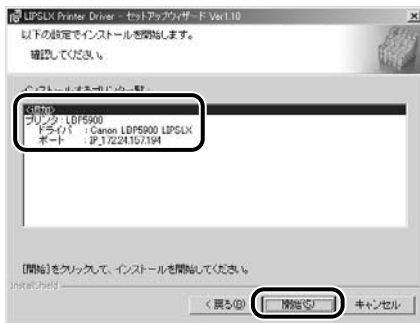 LIPSLX Printer Driver - セットアップウィザード Ver1.10
以下の設定でインストールを開始します。
確認してください。
インストールするプリンター覧:
<追加>
プリンタ : LBP5900
ドライバ : Canon LBP5900 LIPSLX
ポート : IP_172.24.157.194
[開始]をクリックして、インストールを開始してください。
InstallShield
< 戻る(B)
開始(S)
キャンセル